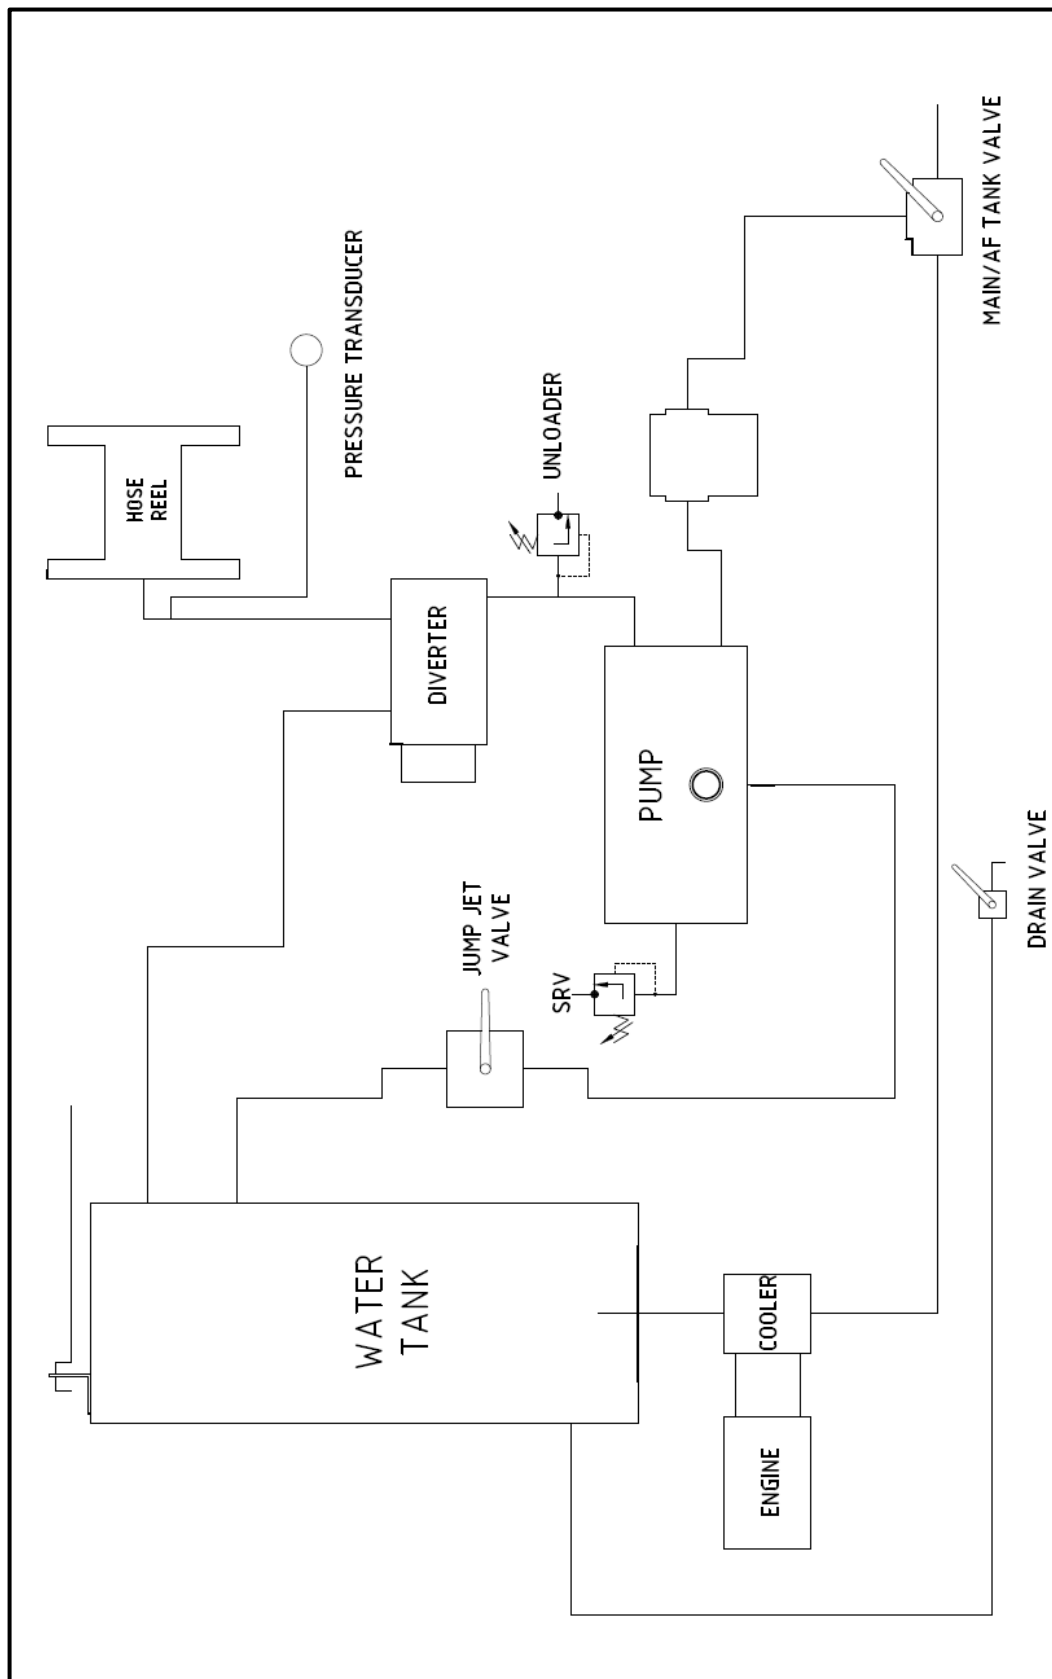 WATER
TANK
HOSE
REEL
PRESSURE TRANSDUCER
DIVERTER
JUMP JET
VALVE
UNLOADER
SRV
PUMP
ENGINE
COOLER
MAIN/AF TANK VALVE
DRAIN VALVE